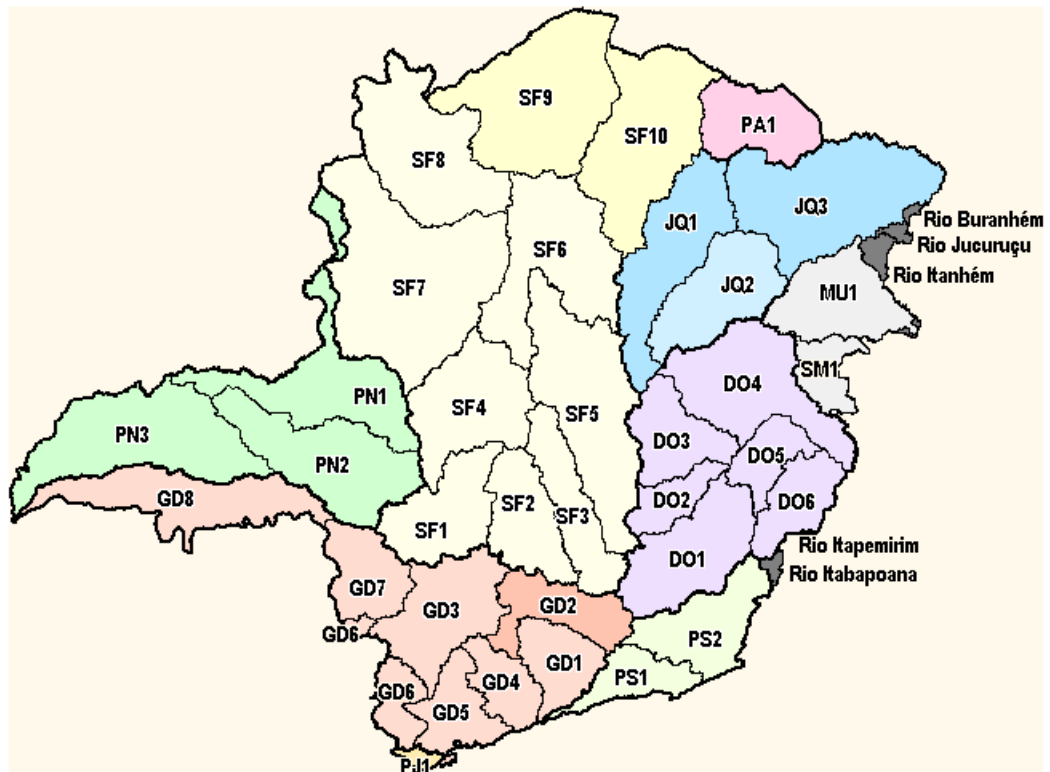 SF9
SF10
PA1
SF8
JQ3
JQ1
Rio Buranhém
SF6
Rio Jucuruçu
Rio Itanhém
SF7
JQ2
MU1
SM1
DO4
PN1
SF4
SF5
PN3
DO3
DO5
PN2
GD8
DO2
DO6
SF2
SF3
SF1
Rio Itapemirim
DO1
Rio Itabapoana
GD7
GD3
GD2
GD6
PS2
GD1
PS1
GD4
GD6
GD5
PJ1